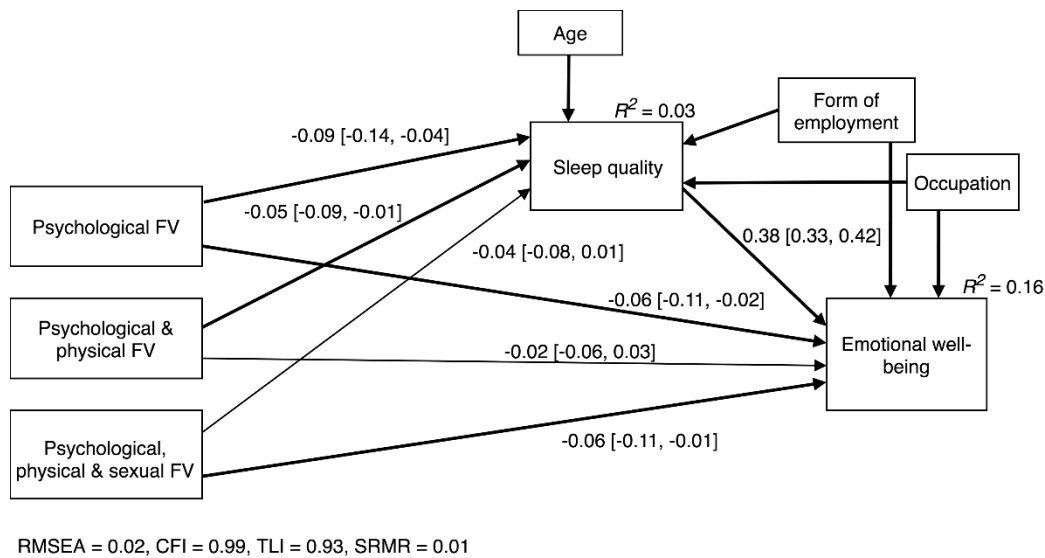 Age
R² = 0.03
Form of
employment
-0.09 [-0.14, -0.04]
Sleep quality
Occupation
Psychological FV
-0.05 [-0.09, -0.01]
-0.04 [-0.08, 0.01]
0.38 [0.33, 0.42]
R² = 0.16
-0.06 [-0.11, -0.02]
Psychological &
physical FV
-0.02 [-0.06, 0.03]
Emotional well-
being
Psychological,
physical & sexual FV
-0.06 [-0.11, -0.01]
RMSEA = 0.02, CFI = 0.99, TLI = 0.93, SRMR = 0.01